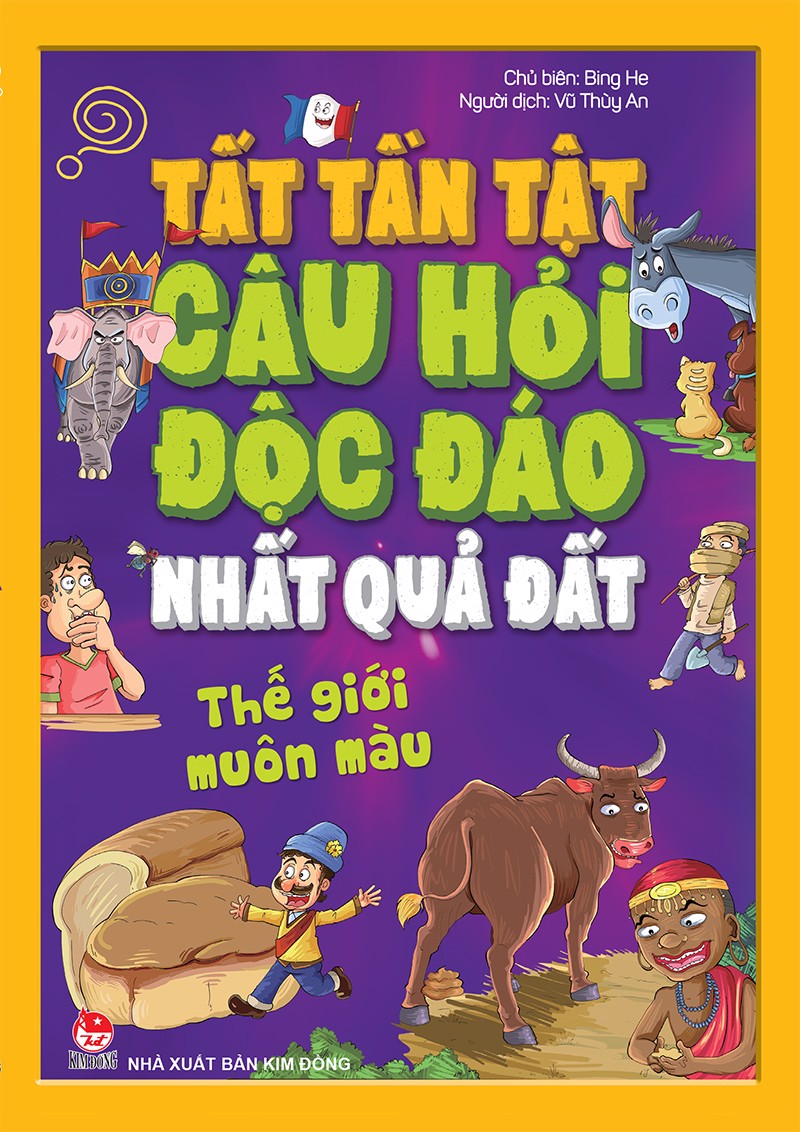 Chủ biên: Bing He
Người dịch: Vũ Thùy An
TẤT TẦN TẬT
CÂU HỎI
ĐỘC ĐÁO
NHẤT QUẢ ĐẤT
Thế giới
muôn màu
KIM ĐỒNG
NHÀ XUẤT BẢN KIM ĐỒNG